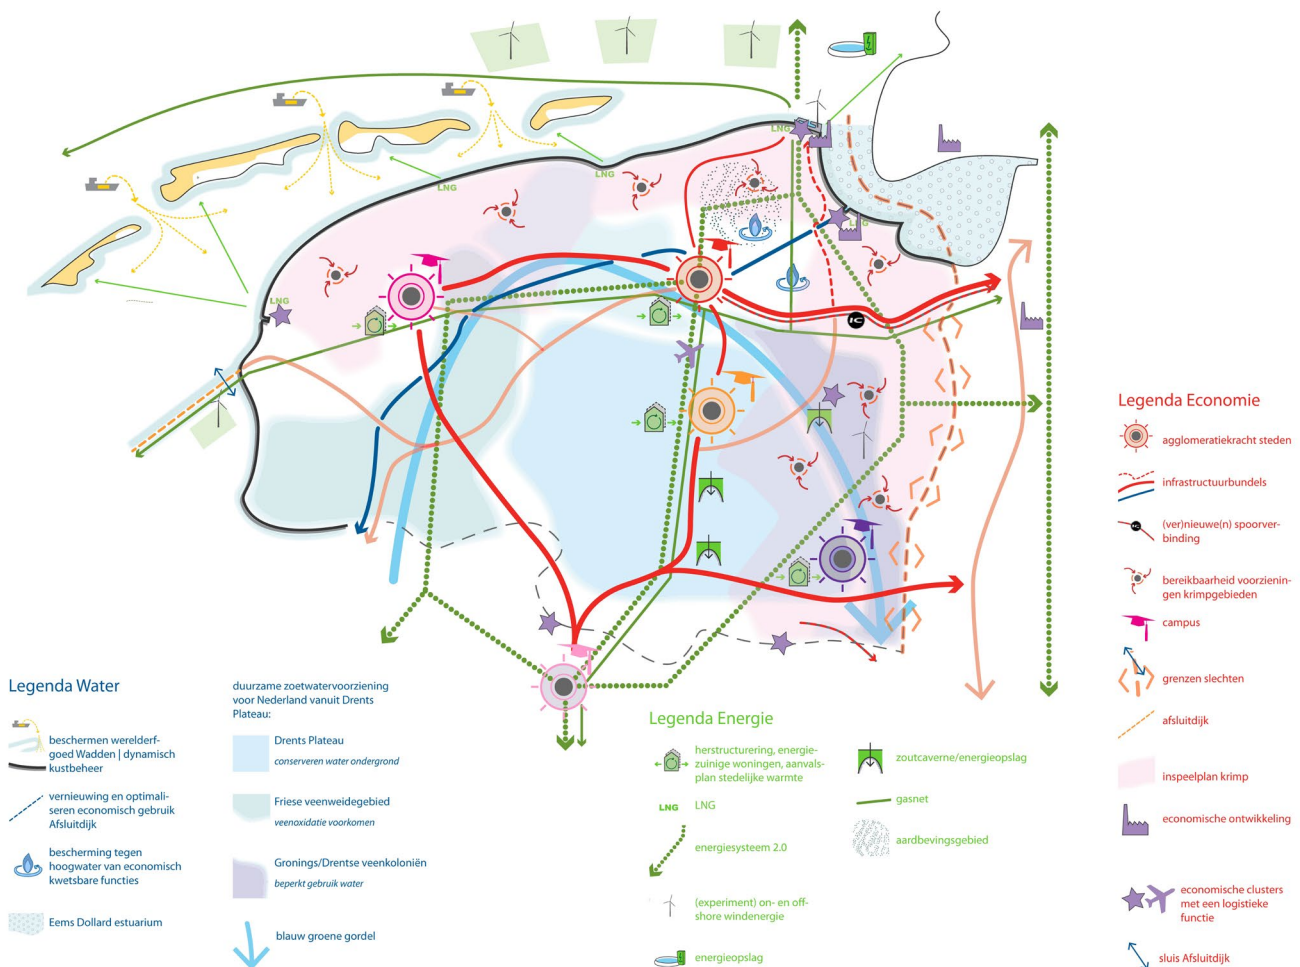 LNG
LNG
LNG
LNG
LNG
IC
Legenda Water
beschermen werelderf-
goed Wadden | dynamisch
kustbeheer
vernieuwing en optimali-
seren economisch gebruik
Afsluitdijk
bescherming tegen
hoogwater van economisch
kwetsbare functies
Eems Dollard estuarium
duurzame zoetwatervoorziening
voor Nederland vanuit Drents
Plateau:
Drents Plateau
conserveren water ondergrond
Friese veenweidegebied
veenoxidatie voorkomen
Gronings/Drentse veenkoloniën
beperkt gebruik water
blauw groene gordel
Legenda Energie
herstructurering, energie-
zuinige woningen, aanvals-
plan stedelijke warmte
LNG LNG
energiesysteem 2.0
(experiment) on- en off-
shore windenergie
energieopslag
zoutcaverne/energieopslag
gasnet
aardbevingsgebied
Legenda Economie
agglomeratiekracht steden
infrastructuurbundels
IC
(ver)nieuwe(n) spoorver-
binding
bereikbaarheid voorzienin-
gen krimpgebieden
campus
grenzen slechten
afsluitdijk
inspeelplan krimp
economische ontwikkeling
economische clusters
met een logistieke
functie
sluis Afsluitdijk